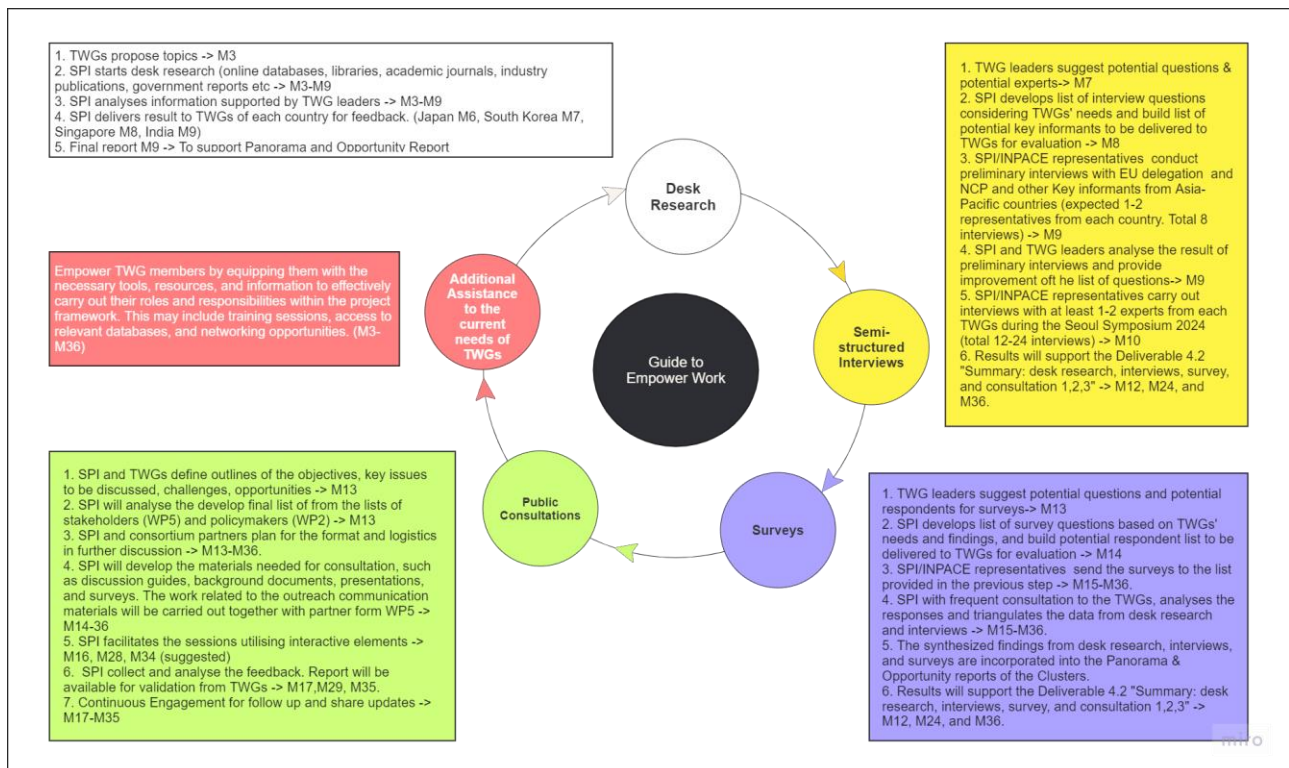 1. TWGs propose topics -> M3
2. SPI starts desk research (online databases, libraries, academic journals, industry
publications, government reports etc -> M3-M9
3. SPI analyses information supported by TWG leaders -> M3-M9
4. SPI delivers result to TWGs of each country for feedback. (Japan M6, South Korea M7,
Singapore M8, India M9)
5. Final report M9 -> To support Panorama and Opportunity Report
Desk
Research
1. TWG leaders suggest potential questions &
potential experts-> M7
2. SPI develops list of interview questions
considering TWGs' needs and build list of
potential key informants to be delivered to
TWGs for evaluation -> M8
3. SPI/INPACE representatives conduct
preliminary interviews with EU delegation and
NCP and other Key informants from Asia-
Pacific countries (expected 1-2
representatives from each country. Total 8
interviews) -> M9
4. SPI and TWG leaders analyse the result of
preliminary interviews and provide
improvement oft he list of questions-> M9
5. SPI/INPACE representatives carry out
interviews with at least 1-2 experts from each
TWGs during the Seoul Symposium 2024
(total 12-24 interviews) -> M10
6. Results will support the Deliverable 4.2
"Summary: desk research, interviews, survey,
and consultation 1,2,3" -> M12, M24, and
M36.
Empower TWG members by equipping them with the
necessary tools, resources, and information to effectively
carry out their roles and responsibilities within the project
framework. This may include training sessions, access to
relevant databases, and networking opportunities. (M3-
M36)
Additional
Assistance
to the
current
needs of
TWGs
Guide to
Empower Work
Semi-
structured
Interviews
Public
Consultations
Surveys
1. SPI and TWGs define outlines of the objectives, key issues
to be discussed, challenges, opportunities -> M13
2. SPI will analyse the develop final list of from the lists of
stakeholders (WP5) and policymakers (WP2) -> M13
3. SPI and consortium partners plan for the format and logistics
in further discussion -> M13-M36.
4. SPI will develop the materials needed for consultation, such
as discussion guides, background documents, presentations,
and surveys. The work related to the outreach communication
materials will be carried out together with partner form WP5 ->
M14-36
5. SPI facilitates the sessions utilising interactive elements ->
M16, M28, M34 (suggested)
6. SPI collect and analyse the feedback. Report will be
available for validation from TWGs -> M17,M29, M35.
7. Continuous Engagement for follow up and share updates ->
M17-M35
1. TWG leaders suggest potential questions and potential
respondents for surveys-> M13
2. SPI develops list of survey questions based on TWGs'
needs and findings, and build potential respondent list to be
delivered to TWGs for evaluation -> M14
3. SPI/INPACE representatives send the surveys to the list
provided in the previous step -> M15-M36.
4. SPI with frequent consultation to the TWGs, analyses the
responses and triangulates the data from desk research
and interviews -> M15-M36.
5. The synthesized findings from desk research, interviews,
and surveys are incorporated into the Panorama &
Opportunity reports of the Clusters.
6. Results will support the Deliverable 4.2 "Summary: desk
research, interviews, survey, and consultation 1,2,3" ->
M12, M24, and M36.
miro